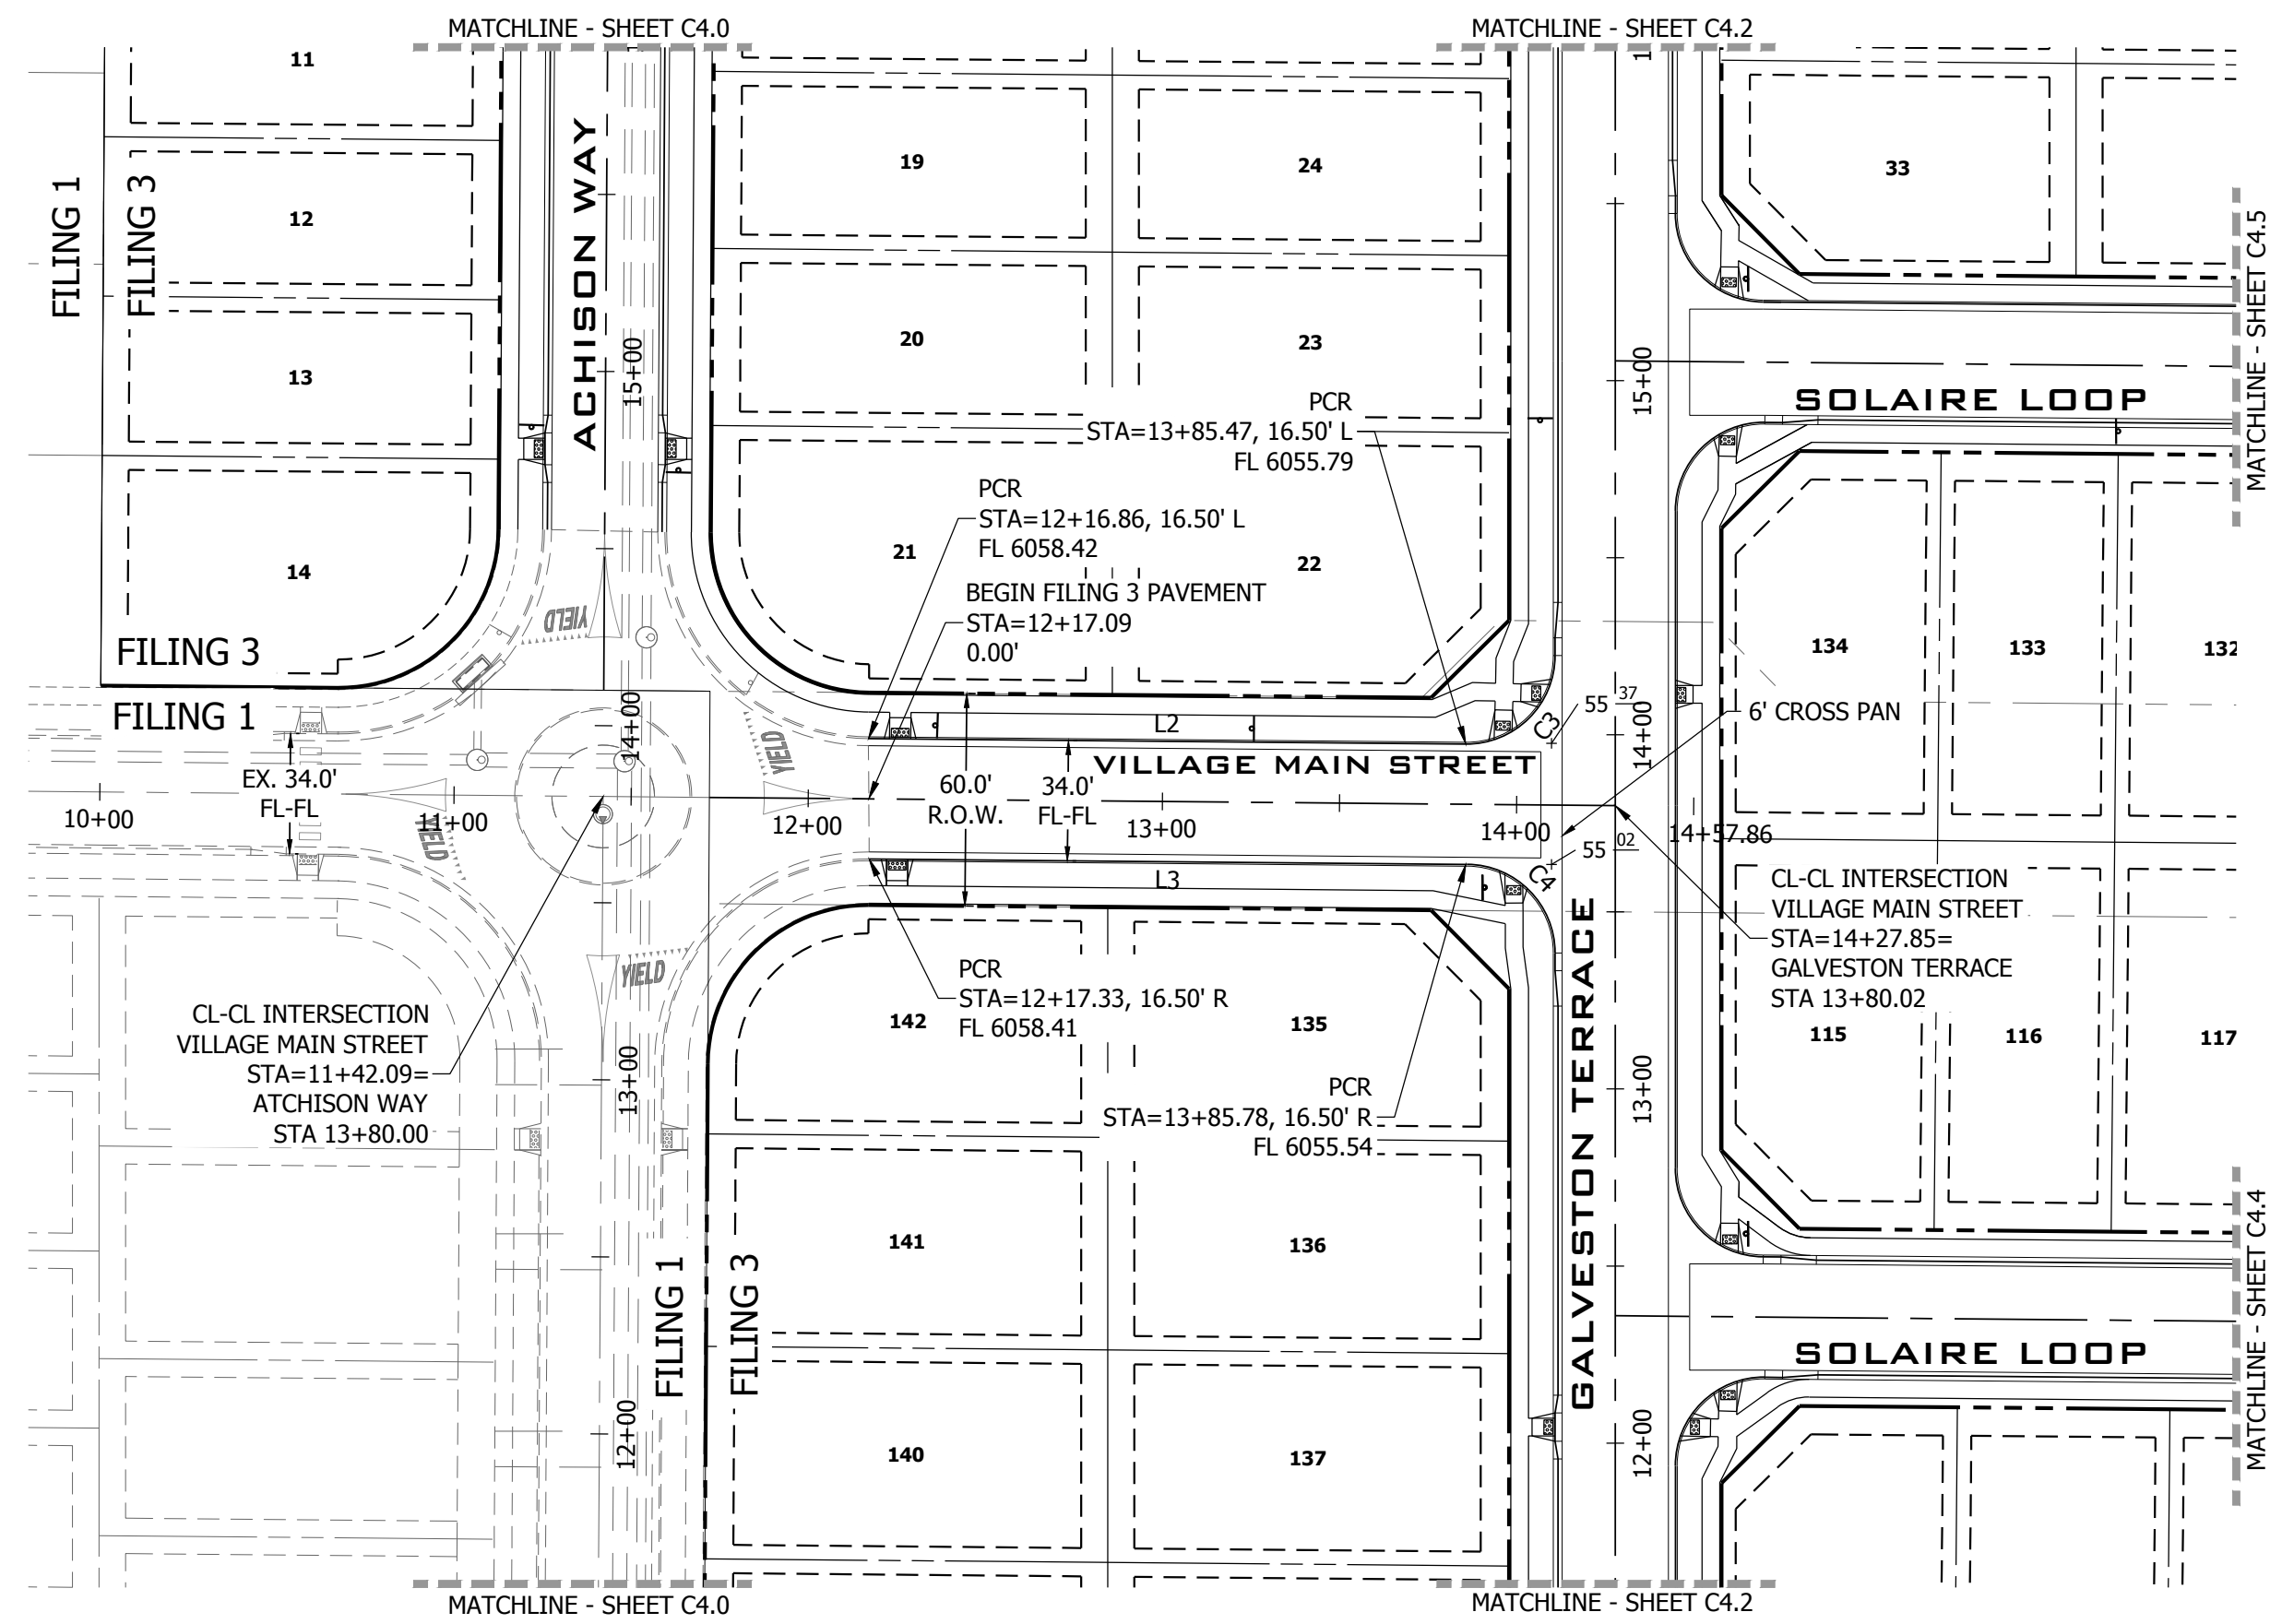 MATCHLINE - SHEET C4.0
MATCHLINE - SHEET C4.2
11
19
24
33
12
FILING 1
FILING 3
ACHISON WAY
MATCHLINE - SHEET C4.5
13
20
23
15+00
15+00
SOLAIRE LOOP
PCR
STA=13+85.47, 16.50' L
FL 6055.79
PCR
STA=12+16.86, 16.50' L
FL 6058.42
14
21
22
BEGIN FILING 3 PAVEMENT
STA=12+17.09
0.00'
YIELD
FILING 3
134
133
132
FILING 1
14+00
YIELD
L2
C3
55 37
14+00
6' CROSS PAN
VILLAGE MAIN STREET
EX. 34.0'
FL-FL
60.0'
R.O.W.
34.0'
FL-FL
10+00
11+00
12+00
13+00
14+00
14+57.86
YIELD
55 02
L3
C4
CL-CL INTERSECTION
VILLAGE MAIN STREET
STA=14+27.85=
GALVESTON TERRACE
STA 13+80.02
YIELD
PCR
STA=12+17.33, 16.50' R
FL 6058.41
142
135
115
116
117
CL-CL INTERSECTION
VILLAGE MAIN STREET
STA=11+42.09=
ATCHISON WAY
STA 13+80.00
13+00
13+00
PCR
STA=13+85.78, 16.50' R
FL 6055.54
GALVESTON TERRACE
141
136
FILING 1
FILING 3
SOLAIRE LOOP
MATCHLINE - SHEET C4.4
12+00
12+00
140
137
MATCHLINE - SHEET C4.0
MATCHLINE - SHEET C4.2